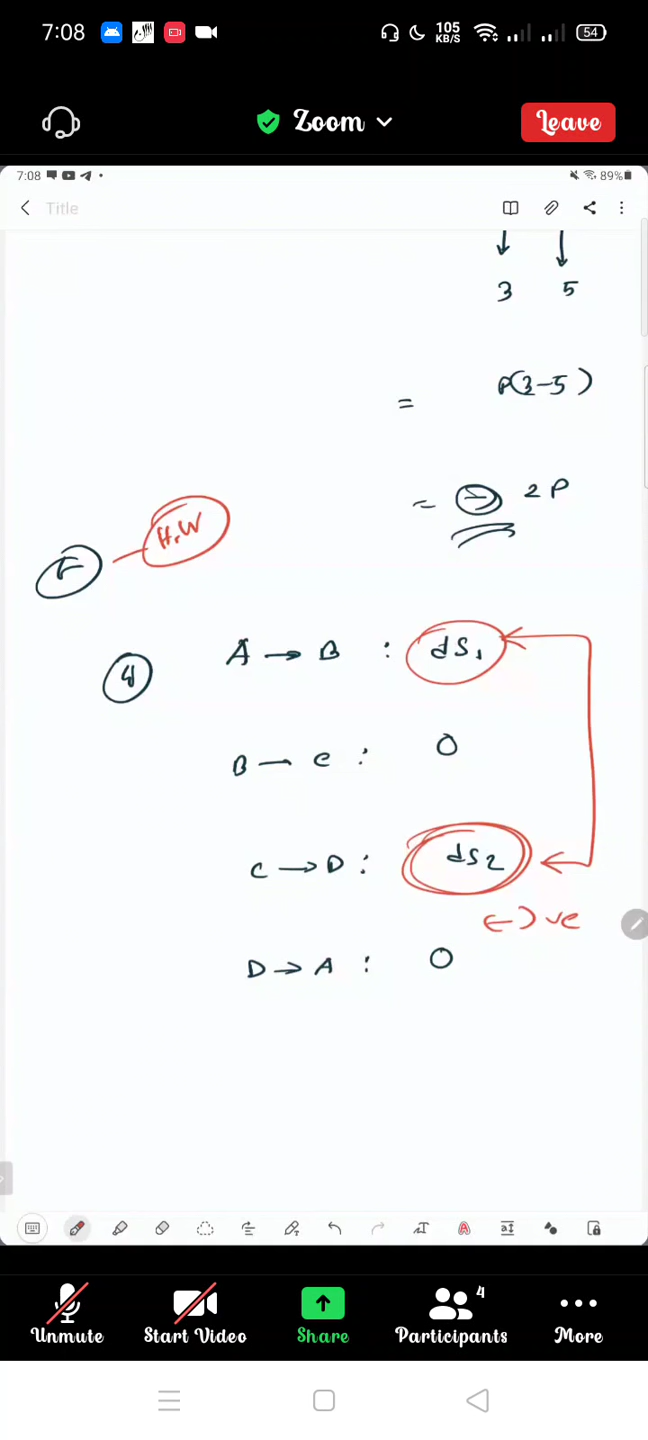 7:08 105 KB/S 54
Zoom Leave
7:08 89%
Title
3 5
= P(3-5)
= (-) 2P
F H.W
4 A → B : ds₁
B — C : 0
C → D : ds₂
(-)ve
D → A : 0
Unmute Start Video Share Participants 4 More